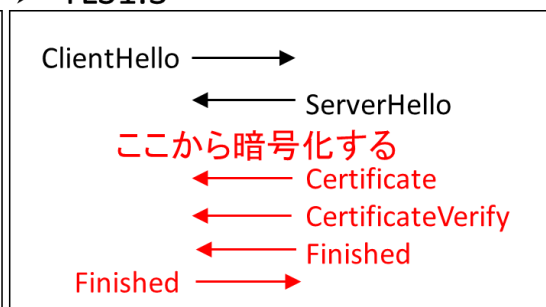 ClientHello
ServerHello
ここから暗号化する
Certificate
CertificateVerify
Finished
Finished